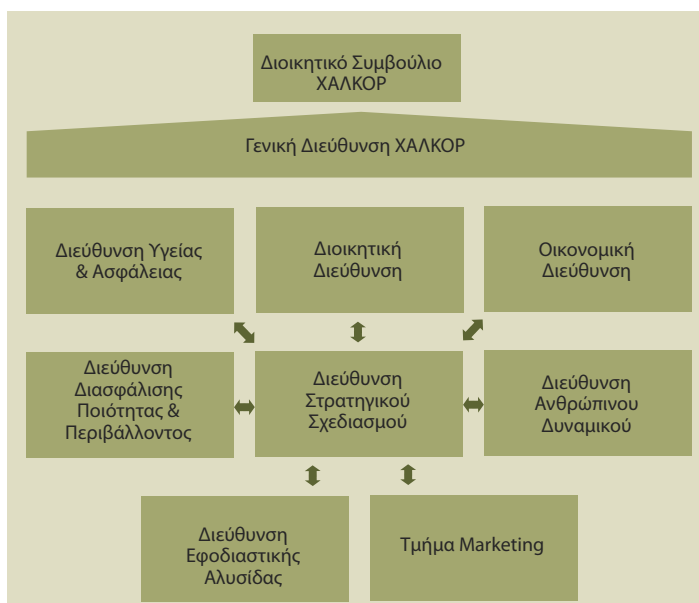 Διοικητικό Συμβούλιο
ΧΑΛΚΟΡ
Γενική Διεύθυνση ΧΑΛΚΟΡ
Διεύθυνση Υγείας
& Ασφάλειας
Διοικητική
Διεύθυνση
Οικονομική
Διεύθυνση
Διεύθυνση
Διασφάλισης
Ποιότητας &
Περιβάλλοντος
Διεύθυνση
Στρατηγικού
Σχεδιασμού
Διεύθυνση
Ανθρώπινου
Δυναμικού
Διεύθυνση
Εφοδιαστικής
Αλυσίδας
Τμήμα Marketing